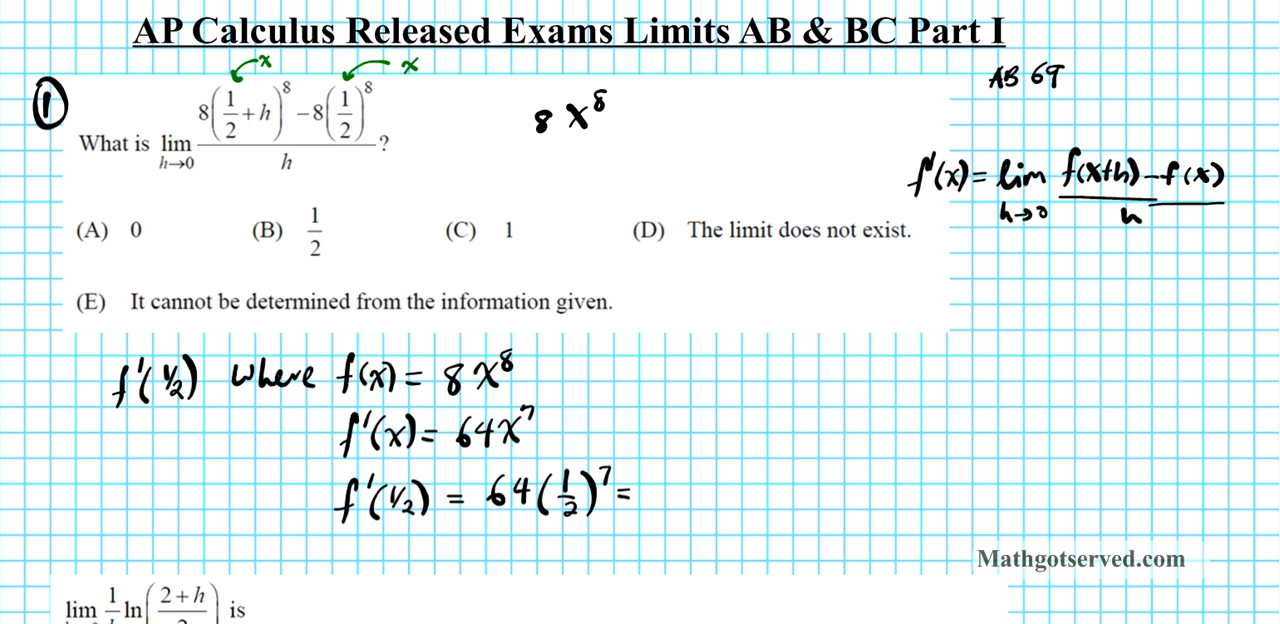 AP Calculus Released Exams Limits AB & BC Part I
AB 69
① x x
What is lim h→0 (8(1/2 + h)^8 − 8(1/2)^8)/h ?
8x^8
f'(x) = lim h→0 (f(x+h) − f(x))/h
(A) 0 (B) 1/2 (C) 1 (D) The limit does not exist.
(E) It cannot be determined from the information given.
f'(1/2) where f(x) = 8x^8
f'(x) = 64x^7
f'(1/2) = 64(1/2)^7 =
Mathgotserved.com
lim 1/ ln(2+h/ ) is